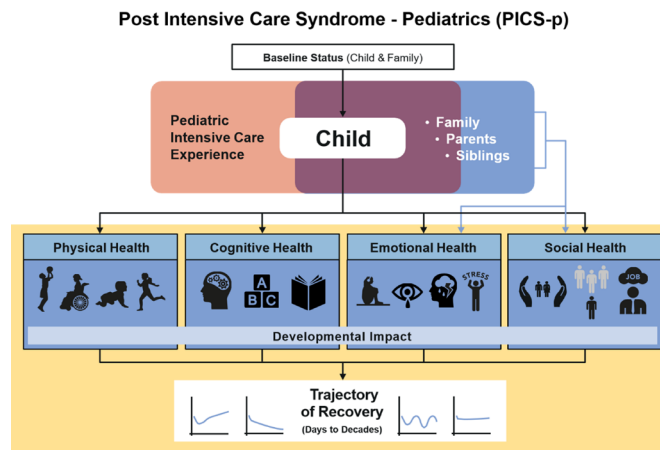 Post Intensive Care Syndrome - Pediatrics (PICS-p)
Baseline Status (Child & Family)
Pediatric
Intensive Care
Experience
Child
• Family
• Parents
• Siblings
Physical Health
Cognitive Health
Emotional Health
Social Health
A
B C
STRESS
JOB
Developmental Impact
Trajectory
of Recovery
(Days to Decades)